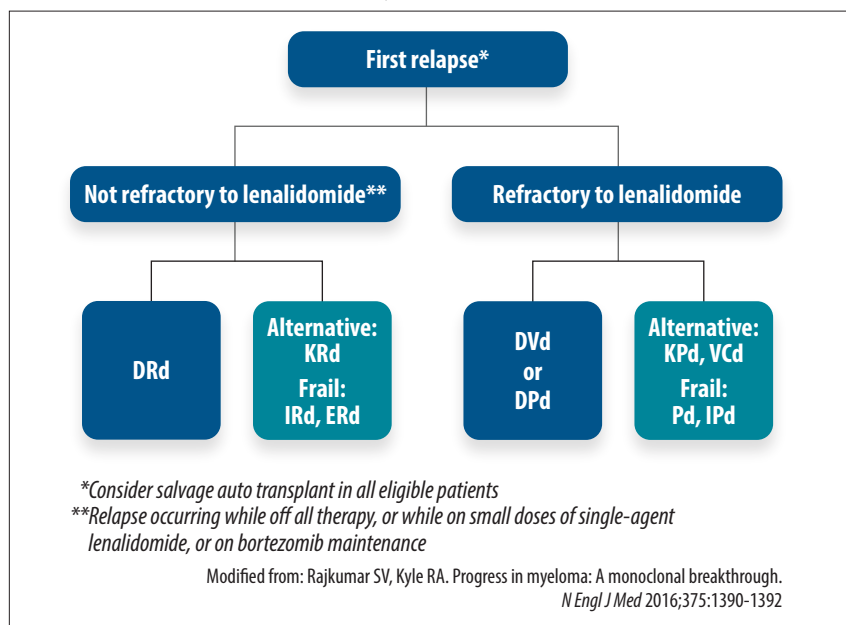 First relapse*
Not refractory to lenalidomide**
Refractory to lenalidomide
DRd
Alternative:
KRd
Frail:
IRd, ERd
DVd
or
DPd
Alternative:
KPd, VCd
Frail:
Pd, IPd
*Consider salvage auto transplant in all eligible patients
**Relapse occurring while off all therapy, or while on small doses of single-agent
lenalidomide, or on bortezomib maintenance
Modified from: Rajkumar SV, Kyle RA. Progress in myeloma: A monoclonal breakthrough.
N Engl J Med 2016;375:1390-1392